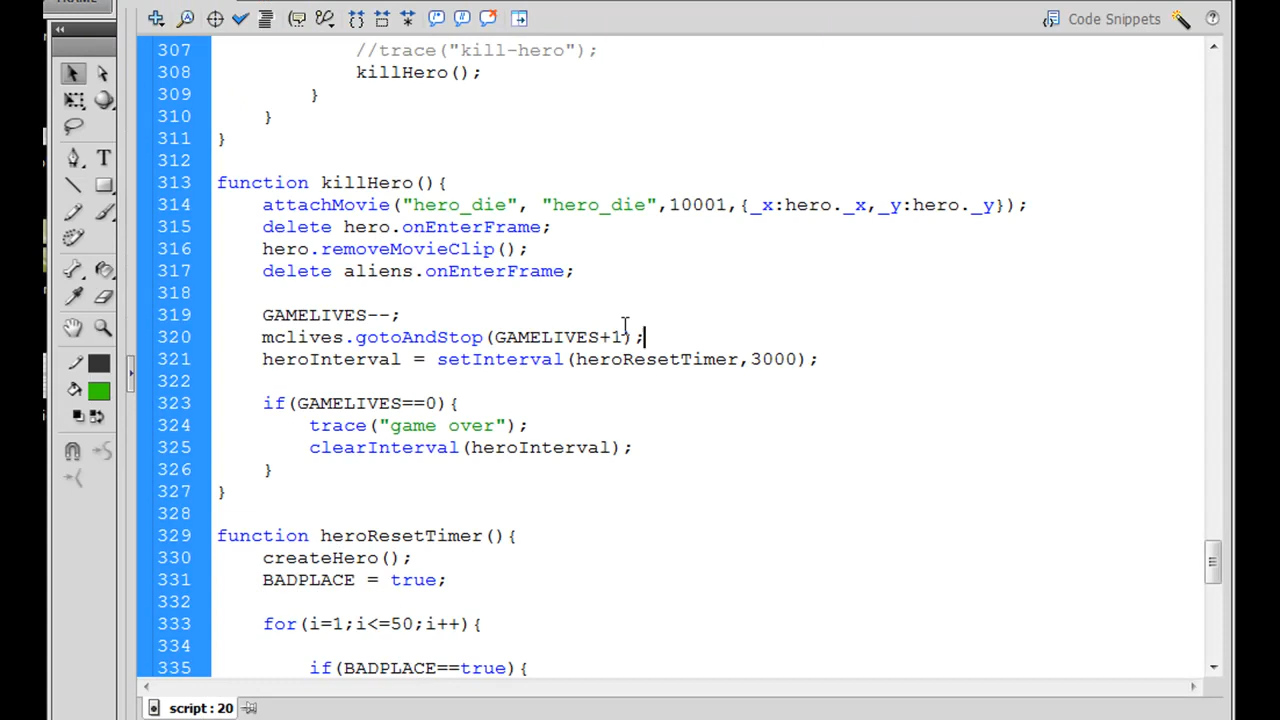 FRAME
Code Snippets
307 //trace("kill-hero");
308 killHero();
309 }
310 }
311 }
312
313 function killHero(){
314 attachMovie("hero_die", "hero_die",10001,{_x:hero._x,_y:hero._y});
315 delete hero.onEnterFrame;
316 hero.removeMovieClip();
317 delete aliens.onEnterFrame;
318
319 GAMELIVES--;
320 mclives.gotoAndStop(GAMELIVES+1);
321 heroInterval = setInterval(heroResetTimer,3000);
322
323 if(GAMELIVES==0){
324 trace("game over");
325 clearInterval(heroInterval);
326 }
327 }
328
329 function heroResetTimer(){
330 createHero();
331 BADPLACE = true;
332
333 for(i=1;i<=50;i++){
334
335 if(BADPLACE==true){
script : 20